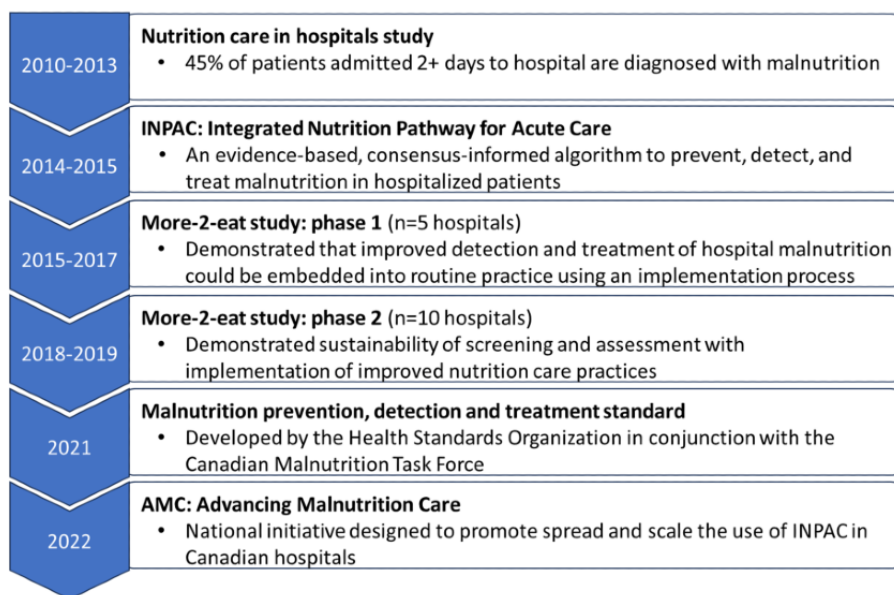 2010-2013
Nutrition care in hospitals study
• 45% of patients admitted 2+ days to hospital are diagnosed with malnutrition
2014-2015
INPAC: Integrated Nutrition Pathway for Acute Care
• An evidence-based, consensus-informed algorithm to prevent, detect, and
treat malnutrition in hospitalized patients
2015-2017
More-2-eat study: phase 1 (n=5 hospitals)
• Demonstrated that improved detection and treatment of hospital malnutrition
could be embedded into routine practice using an implementation process
2018-2019
More-2-eat study: phase 2 (n=10 hospitals)
• Demonstrated sustainability of screening and assessment with
implementation of improved nutrition care practices
2021
Malnutrition prevention, detection and treatment standard
• Developed by the Health Standards Organization in conjunction with the
Canadian Malnutrition Task Force
2022
AMC: Advancing Malnutrition Care
• National initiative designed to promote spread and scale the use of INPAC in
Canadian hospitals